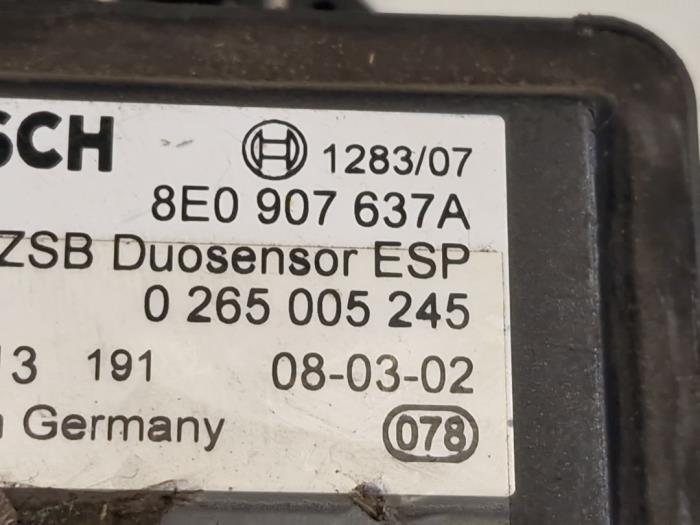 SCH 1283/07
8E0 907 637A
ZSB Duosensor ESP
0 265 005 245
13 191 08-03-02
Germany 078